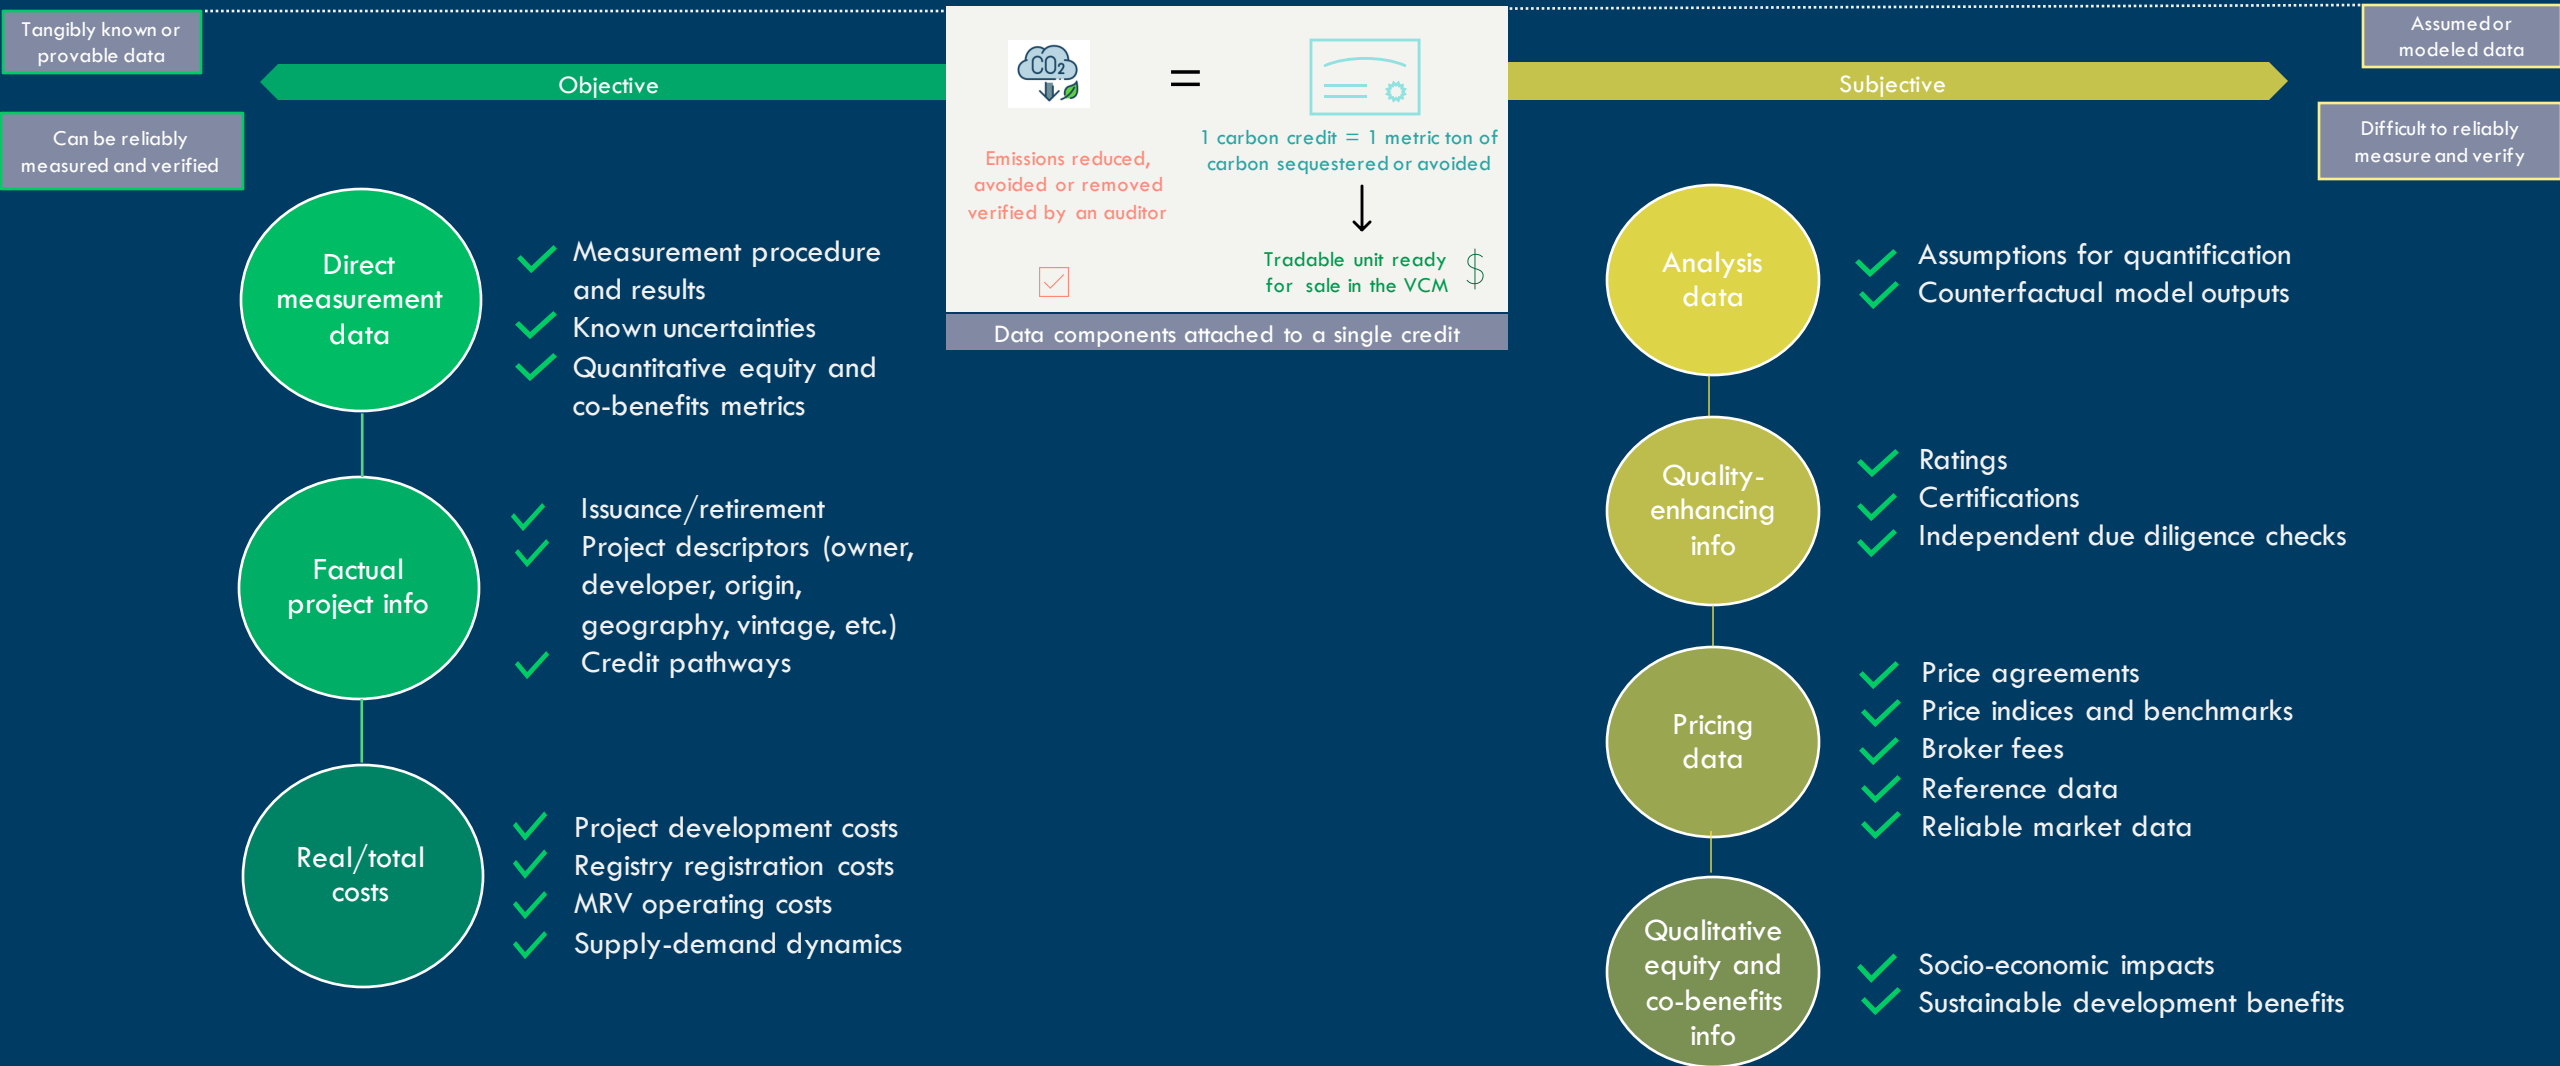 Tangibly known or
provable data
Can be reliably
measured and verified
Objective
CO2
=
Emissions reduced,
avoided or removed
verified by an auditor
1 carbon credit = 1 metric ton of
carbon sequestered or avoided
Tradable unit ready
for sale in the VCM
$
Data components attached to a single credit
Subjective
Assumed or
modeled data
Difficult to reliably
measure and verify
Direct
measurement
data
Measurement procedure
and results
Known uncertainties
Quantitative equity and
co-benefits metrics
Factual
project info
Issuance/retirement
Project descriptors (owner,
developer, origin,
geography, vintage, etc.)
Credit pathways
Real/total
costs
Project development costs
Registry registration costs
MRV operating costs
Supply-demand dynamics
Analysis
data
Assumptions for quantification
Counterfactual model outputs
Quality-
enhancing
info
Ratings
Certifications
Independent due diligence checks
Pricing
data
Price agreements
Price indices and benchmarks
Broker fees
Reference data
Reliable market data
Qualitative
equity and
co-benefits
info
Socio-economic impacts
Sustainable development benefits